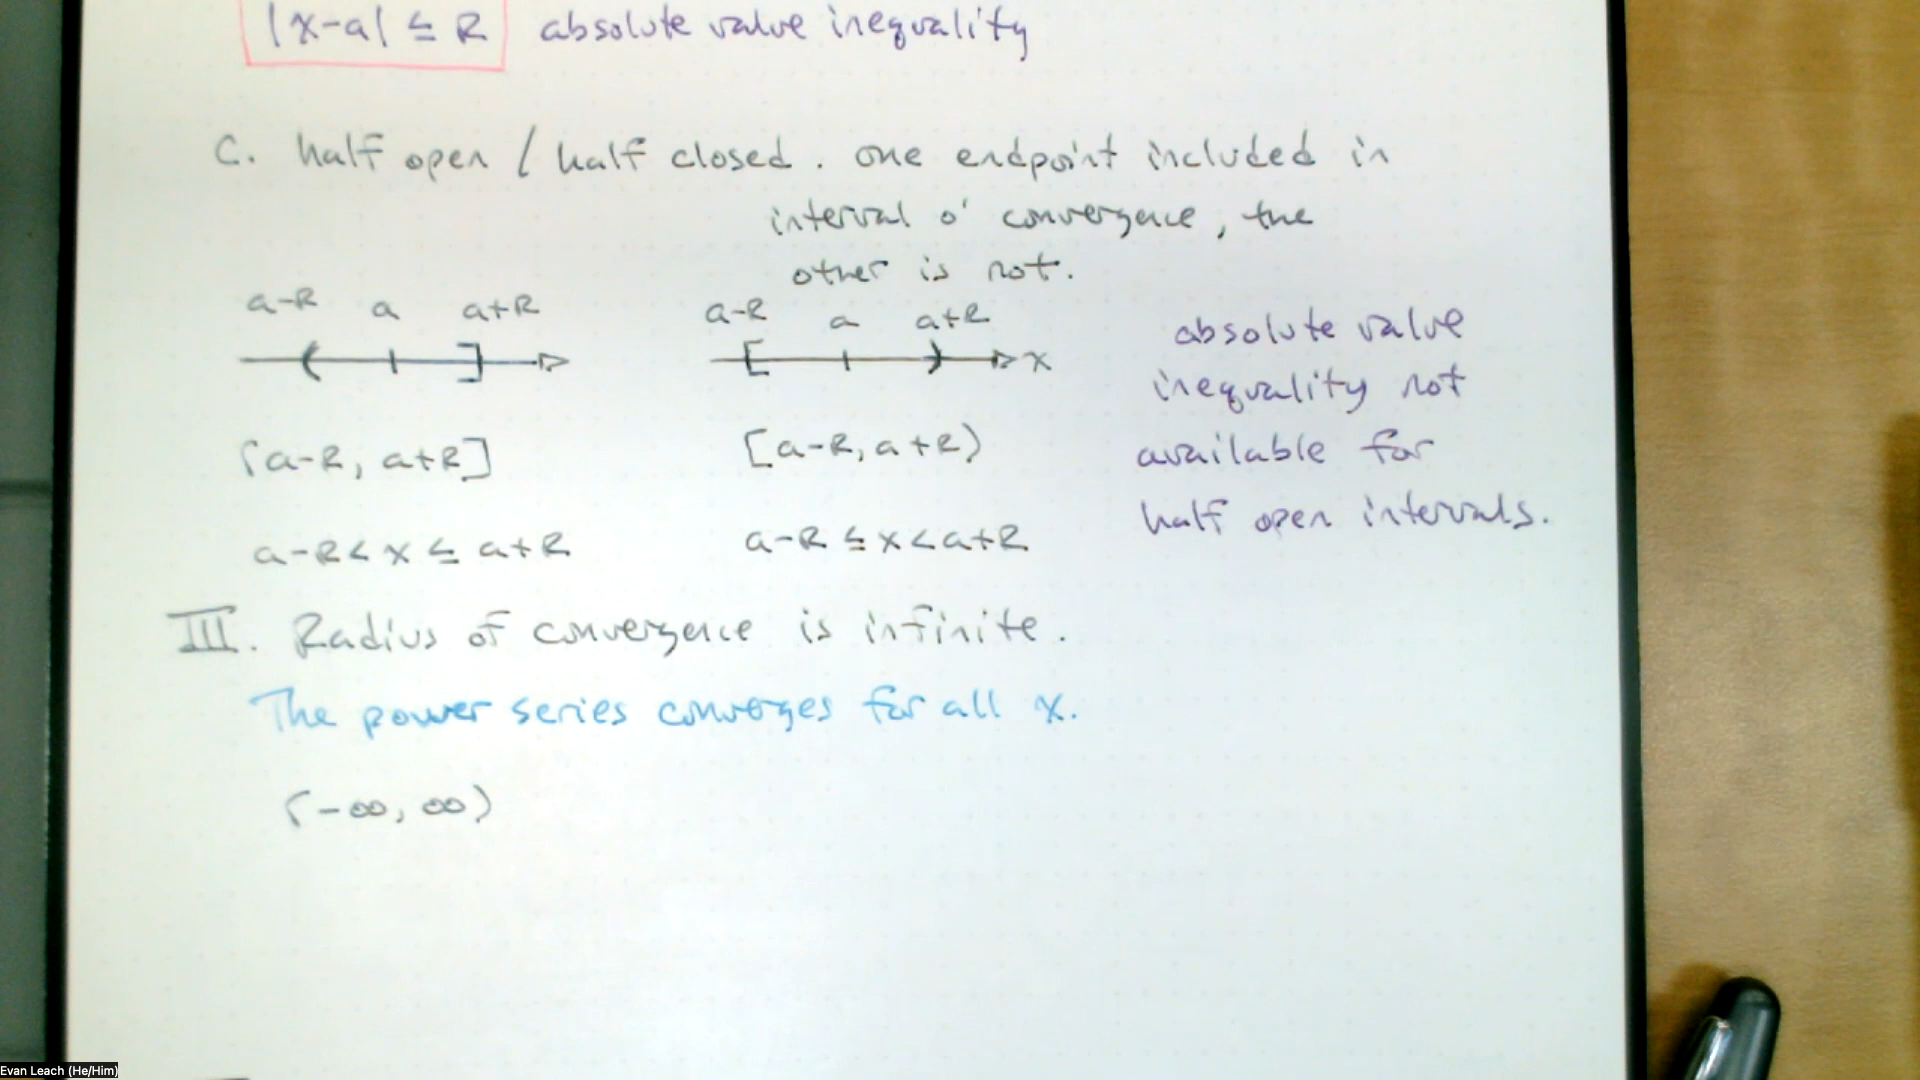 |x-a| ≤ R absolute value inequality
C. half open / half closed. one endpoint included in
interval o' convergence, the
other is not.
a-R a a+R
a-R a a+R
x
(a-R, a+R]
[a-R, a+R)
a-R < x ≤ a+R
a-R ≤ x < a+R
absolute value
inequality not
available for
half open intervals.
III. Radius of convergence is infinite.
The power series converges for all x.
(-∞, ∞)
Evan Leach (He/Him)